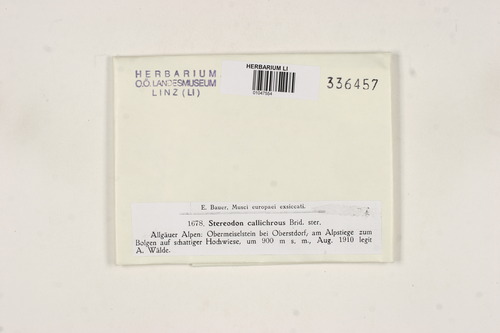 HERBARIUM
O.Ö. LANDESMUSEUM
LINZ (LI)
HERBARIUM LI
336457
E. Bauer, Musci europaei exsiccati.
1678. Stereodon callichrous Brid. ster.
Allgäuer Alpen: Obermeiselstein bei Oberstdorf, am Alpstiege zum
Bolgen auf schattiger Hochwiese, um 900 m s. m., Aug. 1910 legit
A. Wälde.